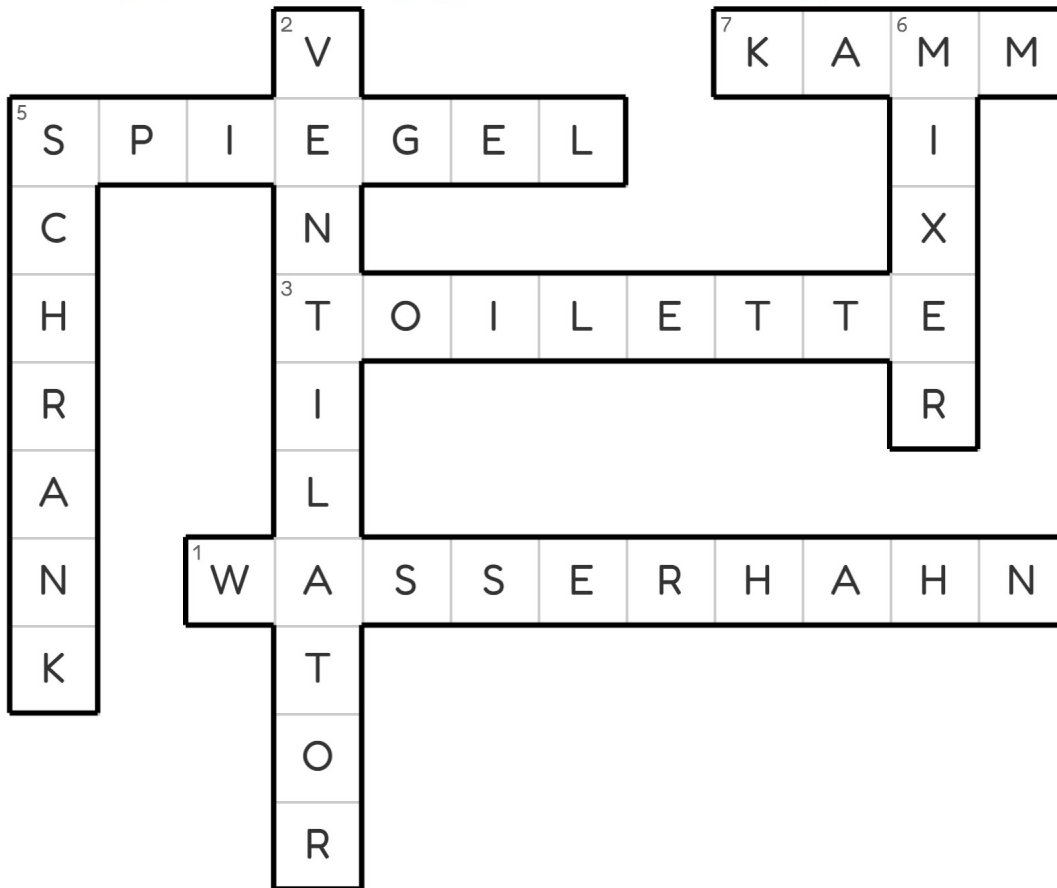 2 V 7 K A 6 M M
5 S P I E G E L I
C N X
H 3 T O I L E T T E
R I R
A L
N 1 W A S S E R H A H N
K T
O
R